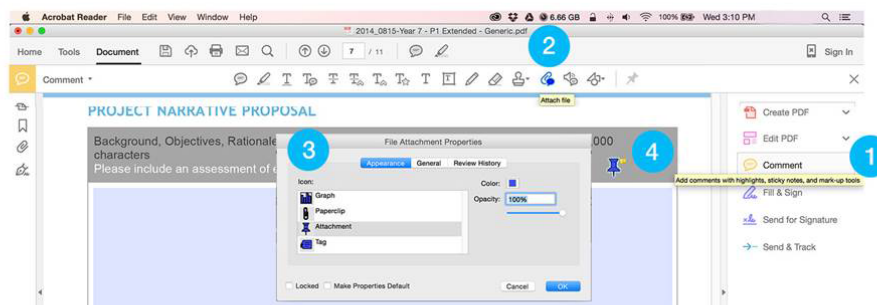 Acrobat Reader File Edit View Window Help 6.66 GB 100% Wed 3:10 PM
2014_0815-Year 7 - P1 Extended - Generic.pdf
Home Tools Document 7 / 11 Sign In
2
Comment
Attach file
PROJECT NARRATIVE PROPOSAL
Background, Objectives, Rationale ,000
characters
Please include an assessment of
3
4
1
File Attachment Properties
Appearance General Review History
Icon:
Graph
Paperclip
Attachment
Tag
Color:
Opacity: 100%
Locked Make Properties Default Cancel OK
Create PDF
Edit PDF
Comment
Add comments with highlights, sticky notes, and mark-up tools
Fill & Sign
Send for Signature
Send & Track